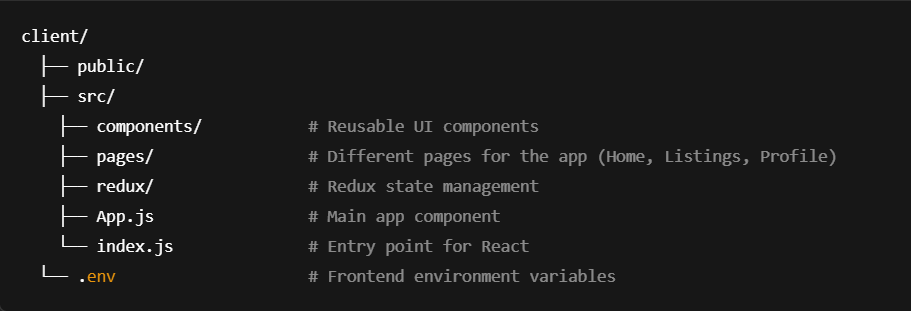 client/
  ├── public/
  ├── src/
    ├── components/           # Reusable UI components
    ├── pages/                # Different pages for the app (Home, Listings, Profile)
    ├── redux/                # Redux state management
    ├── App.js                # Main app component
    └── index.js              # Entry point for React
  └── .env                    # Frontend environment variables